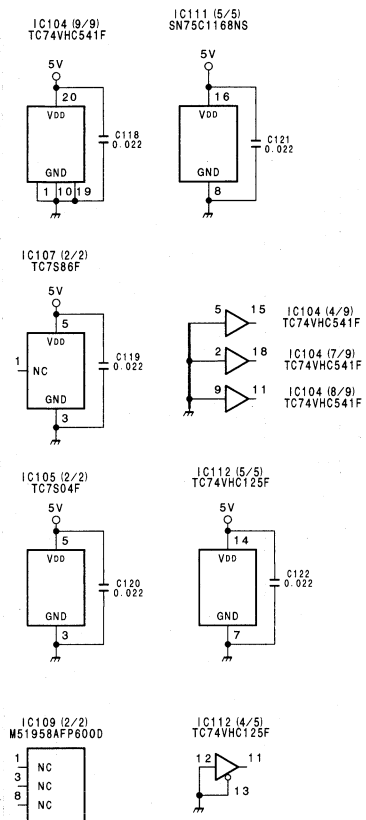 IC104 (9/9)
TC74VHC541F
5V
20
VDD
C118
0.022
GND
1 10 19
IC111 (5/5)
SN75C1168NS
5V
16
VDD
C121
0.022
GND
8
IC107 (2/2)
TC7S86F
5V
5
VDD
1
NC
C119
0.022
GND
3
5 15
IC104 (4/9)
TC74VHC541F
2 18
IC104 (7/9)
TC74VHC541F
9 11
IC104 (8/9)
TC74VHC541F
IC105 (2/2)
TC7S04F
5V
5
VDD
C120
0.022
GND
3
IC112 (5/5)
TC74VHC125F
5V
14
VDD
C122
0.022
GND
7
IC109 (2/2)
M51958AFP600D
1 NC
3 NC
8 NC
IC112 (4/5)
TC74VHC125F
12 11
13